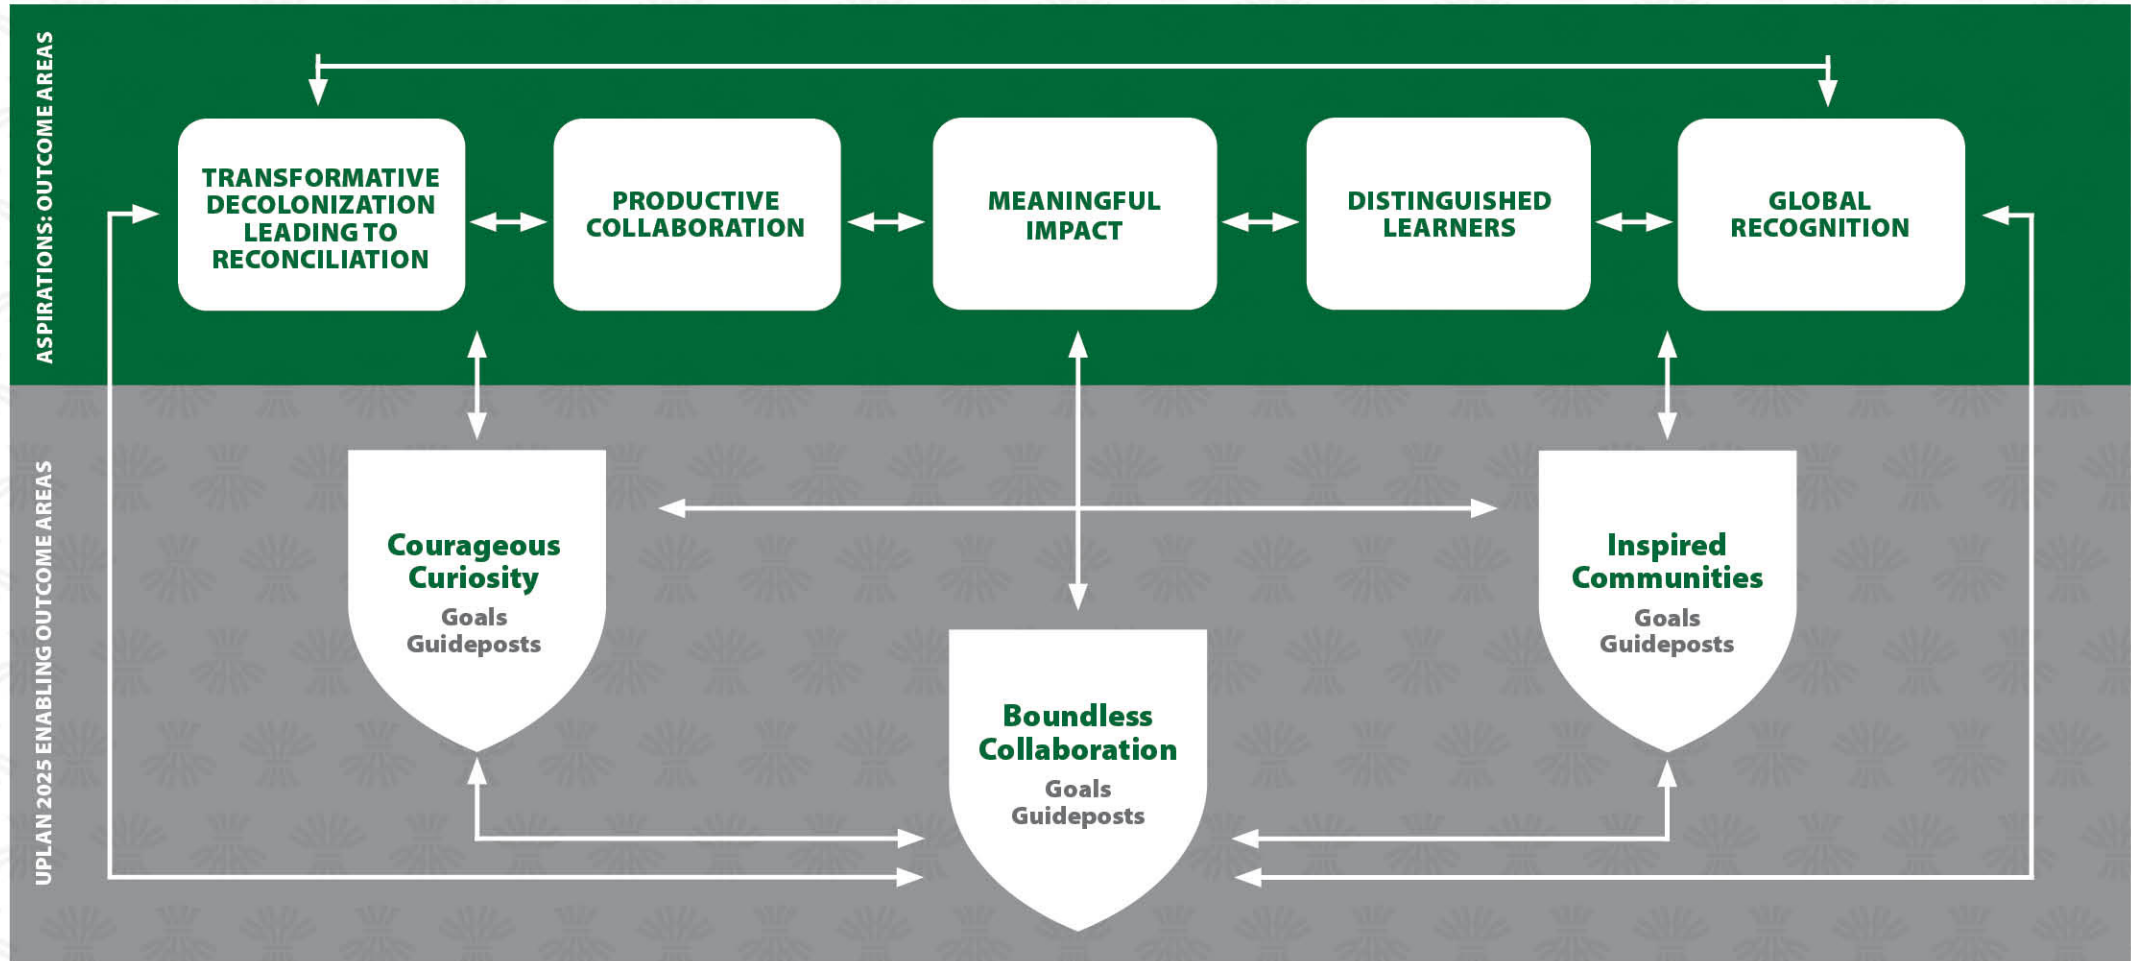 ASPIRATIONS: OUTCOME AREAS
TRANSFORMATIVE
DECOLONIZATION
LEADING TO
RECONCILIATION
PRODUCTIVE
COLLABORATION
MEANINGFUL
IMPACT
DISTINGUISHED
LEARNERS
GLOBAL
RECOGNITION
UPLAN 2025 ENABLING OUTCOME AREAS
Courageous
Curiosity
Goals
Guideposts
Boundless
Collaboration
Goals
Guideposts
Inspired
Communities
Goals
Guideposts